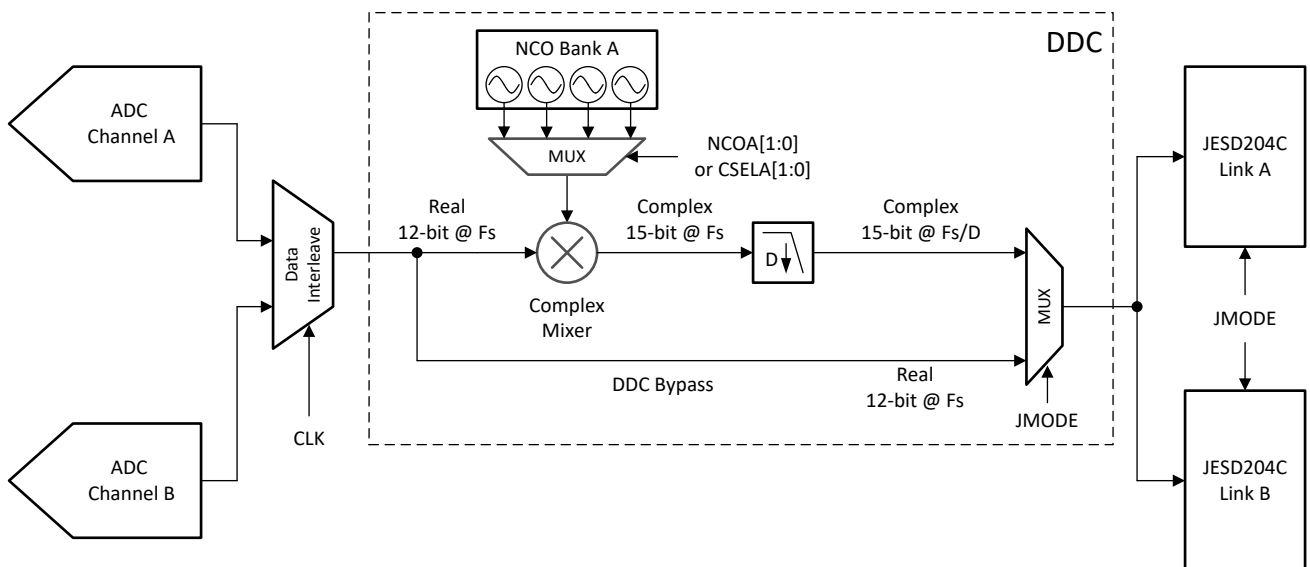 DDC
NCO Bank A
ADC
Channel A
MUX
NCOA[1:0]
or CSELA[1:0]
JESD204C
Link A
Data
Interleave
Real
12-bit @ Fs
Complex
15-bit @ Fs
D
Complex
15-bit @ Fs/D
Complex
Mixer
MUX
JMODE
DDC Bypass
Real
12-bit @ Fs
JMODE
CLK
ADC
Channel B
JESD204C
Link B